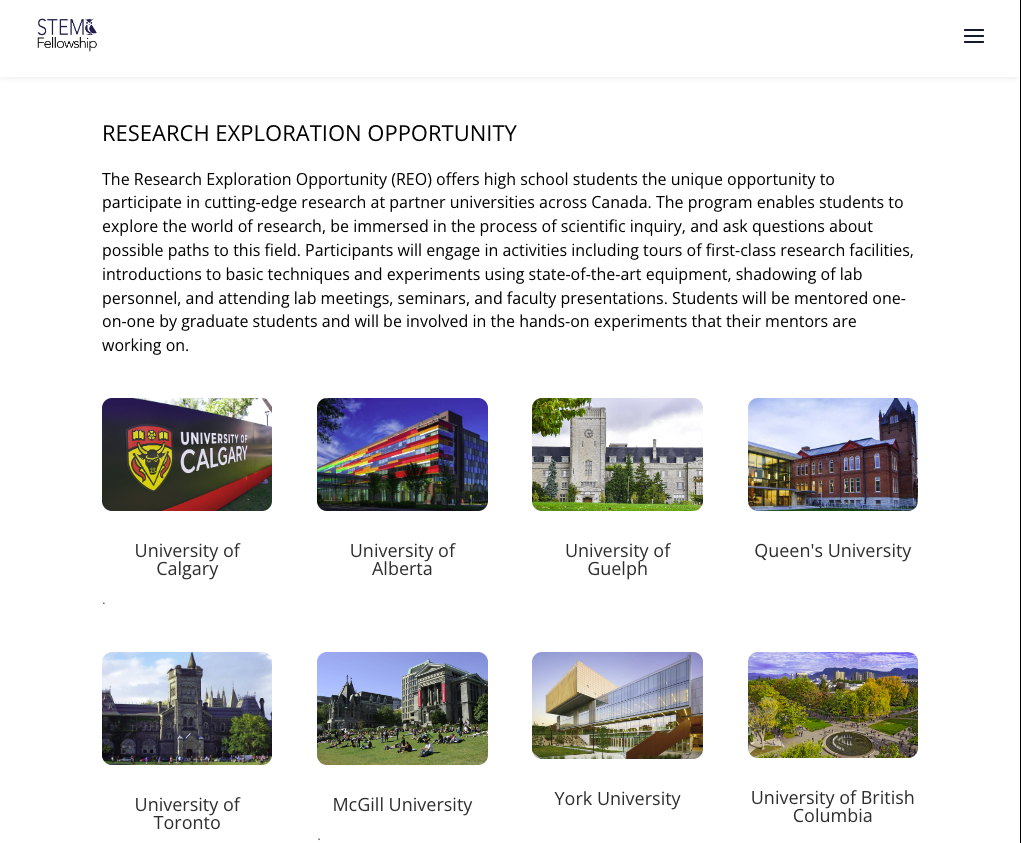 STEM
Fellowship
RESEARCH EXPLORATION OPPORTUNITY
The Research Exploration Opportunity (REO) offers high school students the unique opportunity to
participate in cutting-edge research at partner universities across Canada. The program enables students to
explore the world of research, be immersed in the process of scientific inquiry, and ask questions about
possible paths to this field. Participants will engage in activities including tours of first-class research facilities,
introductions to basic techniques and experiments using state-of-the-art equipment, shadowing of lab
personnel, and attending lab meetings, seminars, and faculty presentations. Students will be mentored one-
on-one by graduate students and will be involved in the hands-on experiments that their mentors are
working on.
UNIVERSITY OF
CALGARY
University of
Calgary
University of
Alberta
University of
Guelph
Queen's University
.
University of
Toronto
McGill University
York University
University of British
Columbia
.